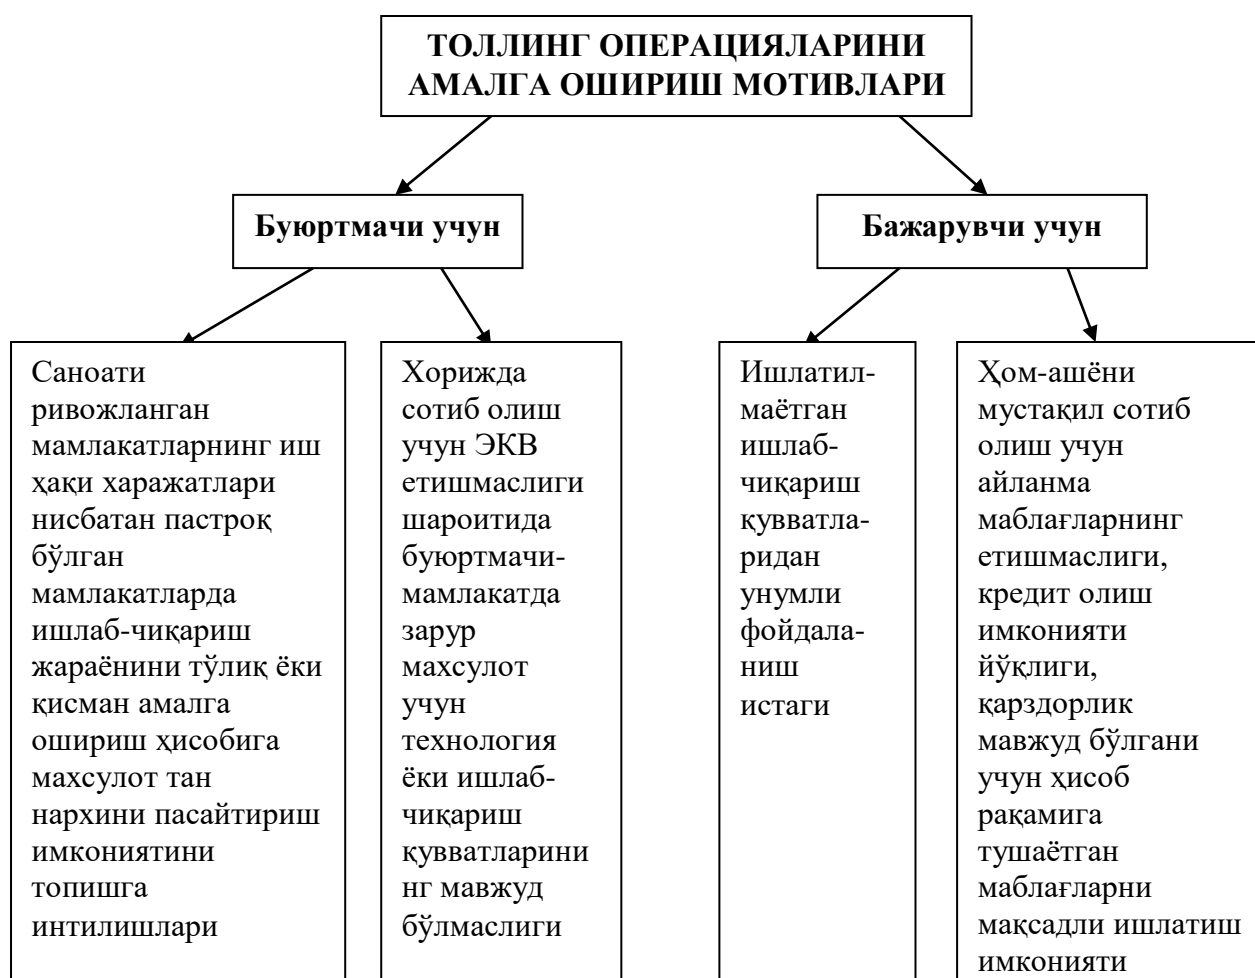 ТОЛЛИНГ ОПЕРАЦИЯЛАРИНИ
АМАЛГА ОШИРИШ МОТИВЛАРИ
Буюртмачи учун
Бажарувчи учун
Саноати
ривожланган
мамлакатларнинг иш
ҳақи харажатлари
нисбатан пастроқ
бўлган
мамлакатларда
ишлаб-чиқариш
жараёнини тўлиқ ёки
қисман амалга
ошириш ҳисобига
махсулот тан
нархини пасайтириш
имкониятини
топишга
интилишлари
Хорижда
сотиб олиш
учун ЭКВ
етишмаслиги
шароитида
буюртмачи-
мамлакатда
зарур
махсулот
учун
технология
ёки ишлаб-
чиқариш
қувватларини
нг мавжуд
бўлмаслиги
Ишлатил-
маётган
ишлаб-
чиқариш
қувватла-
ридан
унумли
фойдала-
ниш
истаги
Ҳом-ашёни
мустақил сотиб
олиш учун
айланма
маблағларнинг
етишмаслиги,
кредит олиш
имконияти
йўқлиги,
қарздорлик
мавжуд бўлгани
учун ҳисоб
рақамига
тушаётган
маблағларни
мақсадли ишлатиш
имконияти